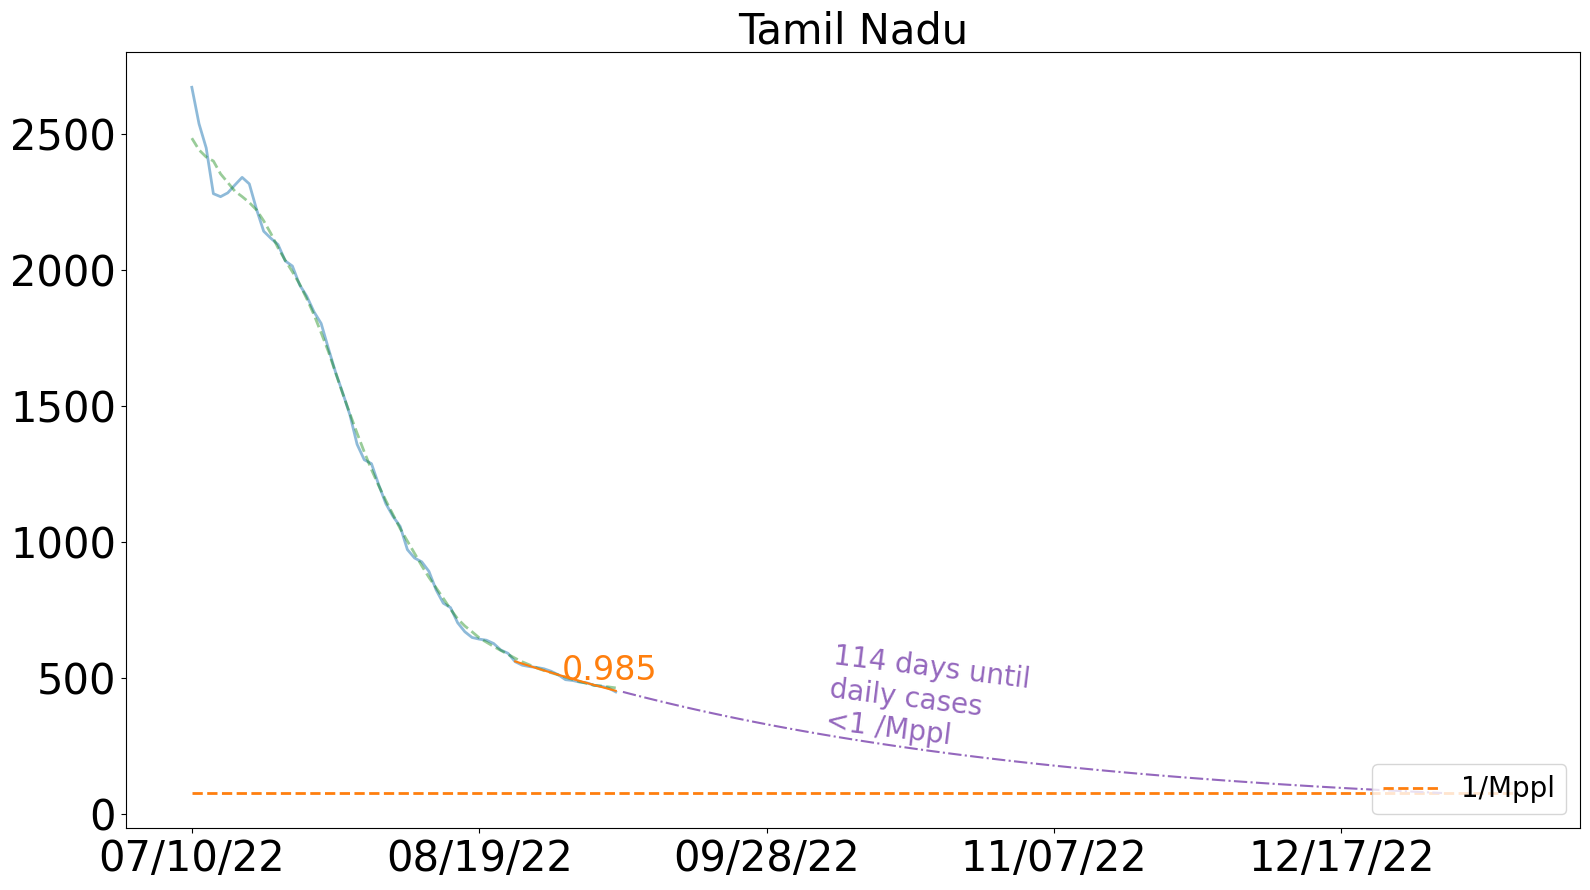 Tamil Nadu
2500
2000
1500
1000
500
0
0.985
114 days until
daily cases
<1 /Mppl
1/Mppl
07/10/22
08/19/22
09/28/22
11/07/22
12/17/22